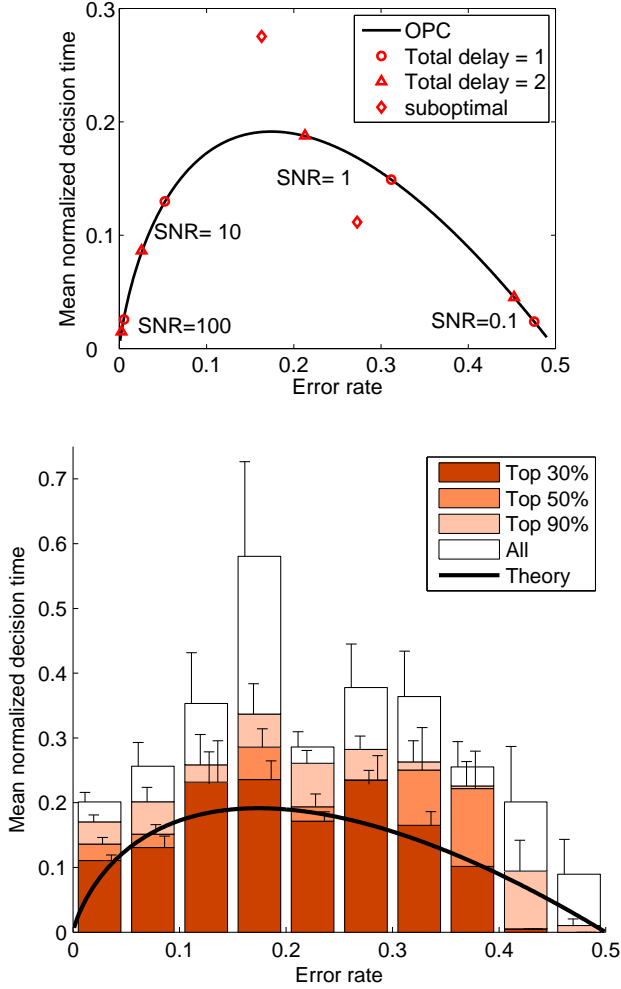 0.3
OPC
Total delay = 1
Total delay = 2
suboptimal
0.2
SNR= 1
SNR= 10
0.1
SNR=100
SNR=0.1
0
0 0.1 0.2 0.3 0.4 0.5
Error rate
Mean normalized decision time
0.7
Top 30%
Top 50%
Top 90%
All
Theory
0.6
0.5
0.4
0.3
0.2
0.1
0
0.1 0.2 0.3 0.4 0.5
Error rate
Mean normalized decision time